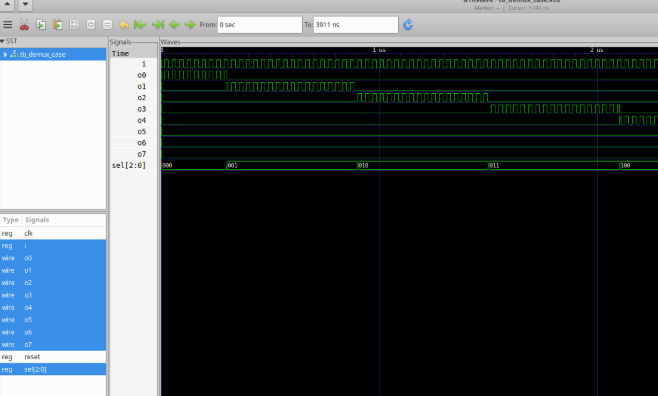 GTKWave - tb_demux_case.vcd
Marker: -- | Cursor: 1740 ns
From: 0 sec To: 3911 ns
SST
tb_demux_case
Signals
Time
i
o0
o1
o2
o3
o4
o5
o6
o7
sel[2:0]
Waves
1 us 2 us
000 001 010 011 100
Type Signals
reg clk
reg i
wire o0
wire o1
wire o2
wire o3
wire o4
wire o5
wire o6
wire o7
reg reset
reg sel[2:0]